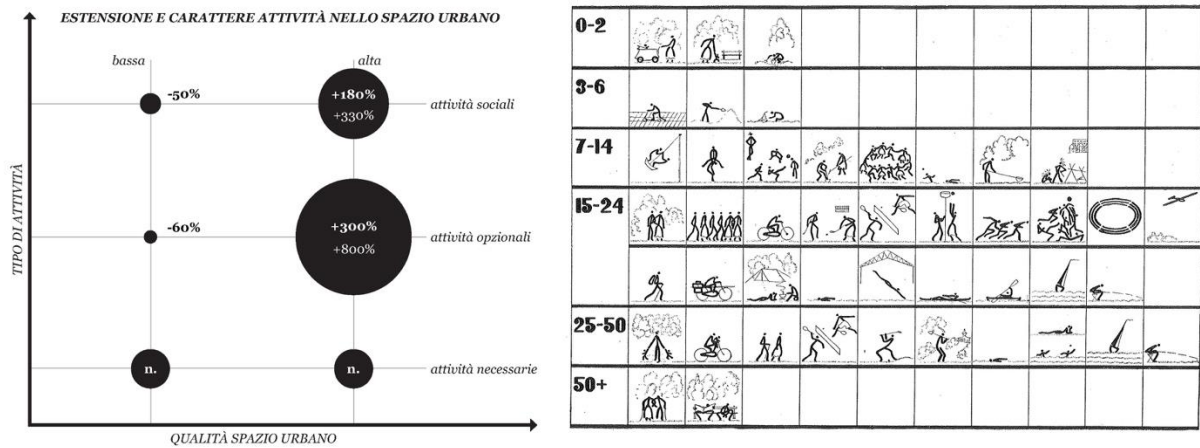 ESTENSIONE E CARATTERE ATTIVITÀ NELLO SPAZIO URBANO
bassa
alta
-50%
+180%
+330%
attività sociali
-60%
+300%
+800%
attività opzionali
n.
n.
attività necessarie
TIPO DI ATTIVITÀ
QUALITÀ SPAZIO URBANO
0-2
3-6
7-14
15-24
25-50
50+